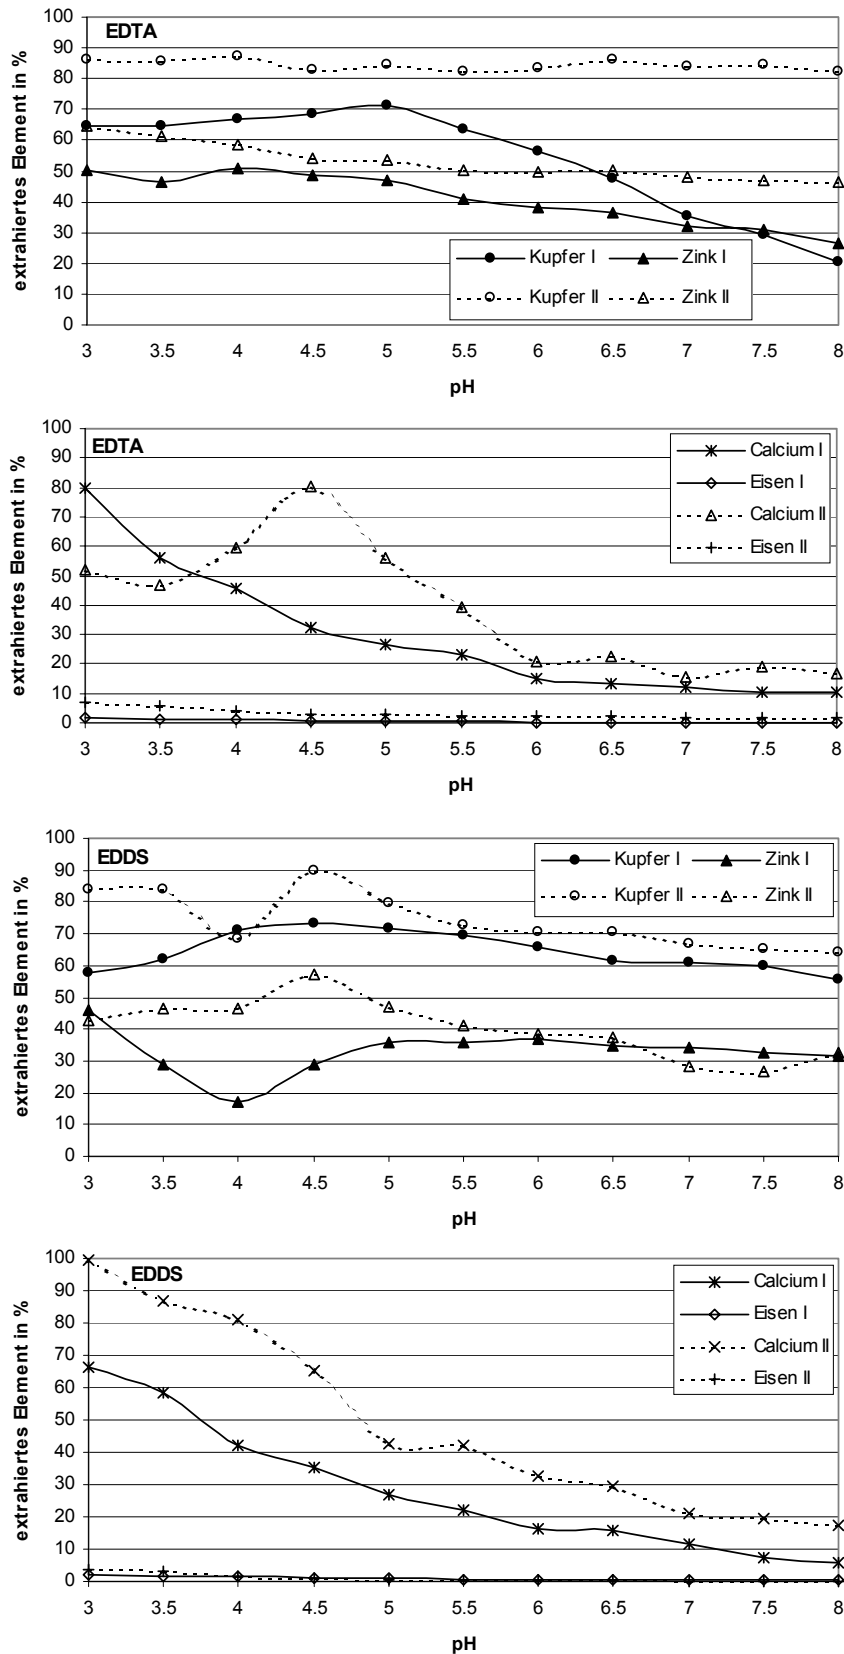 EDTA
100
90
80
70
60
50
40
30
20
10
0
extrahiertes Element in %
Kupfer I
Zink I
Kupfer II
Zink II
3 3.5 4 4.5 5 5.5 6 6.5 7 7.5 8
pH
EDTA
100
90
80
70
60
50
40
30
20
10
0
extrahiertes Element in %
Calcium I
Eisen I
Calcium II
Eisen II
3 3.5 4 4.5 5 5.5 6 6.5 7 7.5 8
pH
EDDS
100
90
80
70
60
50
40
30
20
10
0
extrahiertes Element in %
Kupfer I
Zink I
Kupfer II
Zink II
3 3.5 4 4.5 5 5.5 6 6.5 7 7.5 8
pH
EDDS
100
90
80
70
60
50
40
30
20
10
0
extrahiertes Element in %
Calcium I
Eisen I
Calcium II
Eisen II
3 3.5 4 4.5 5 5.5 6 6.5 7 7.5 8
pH